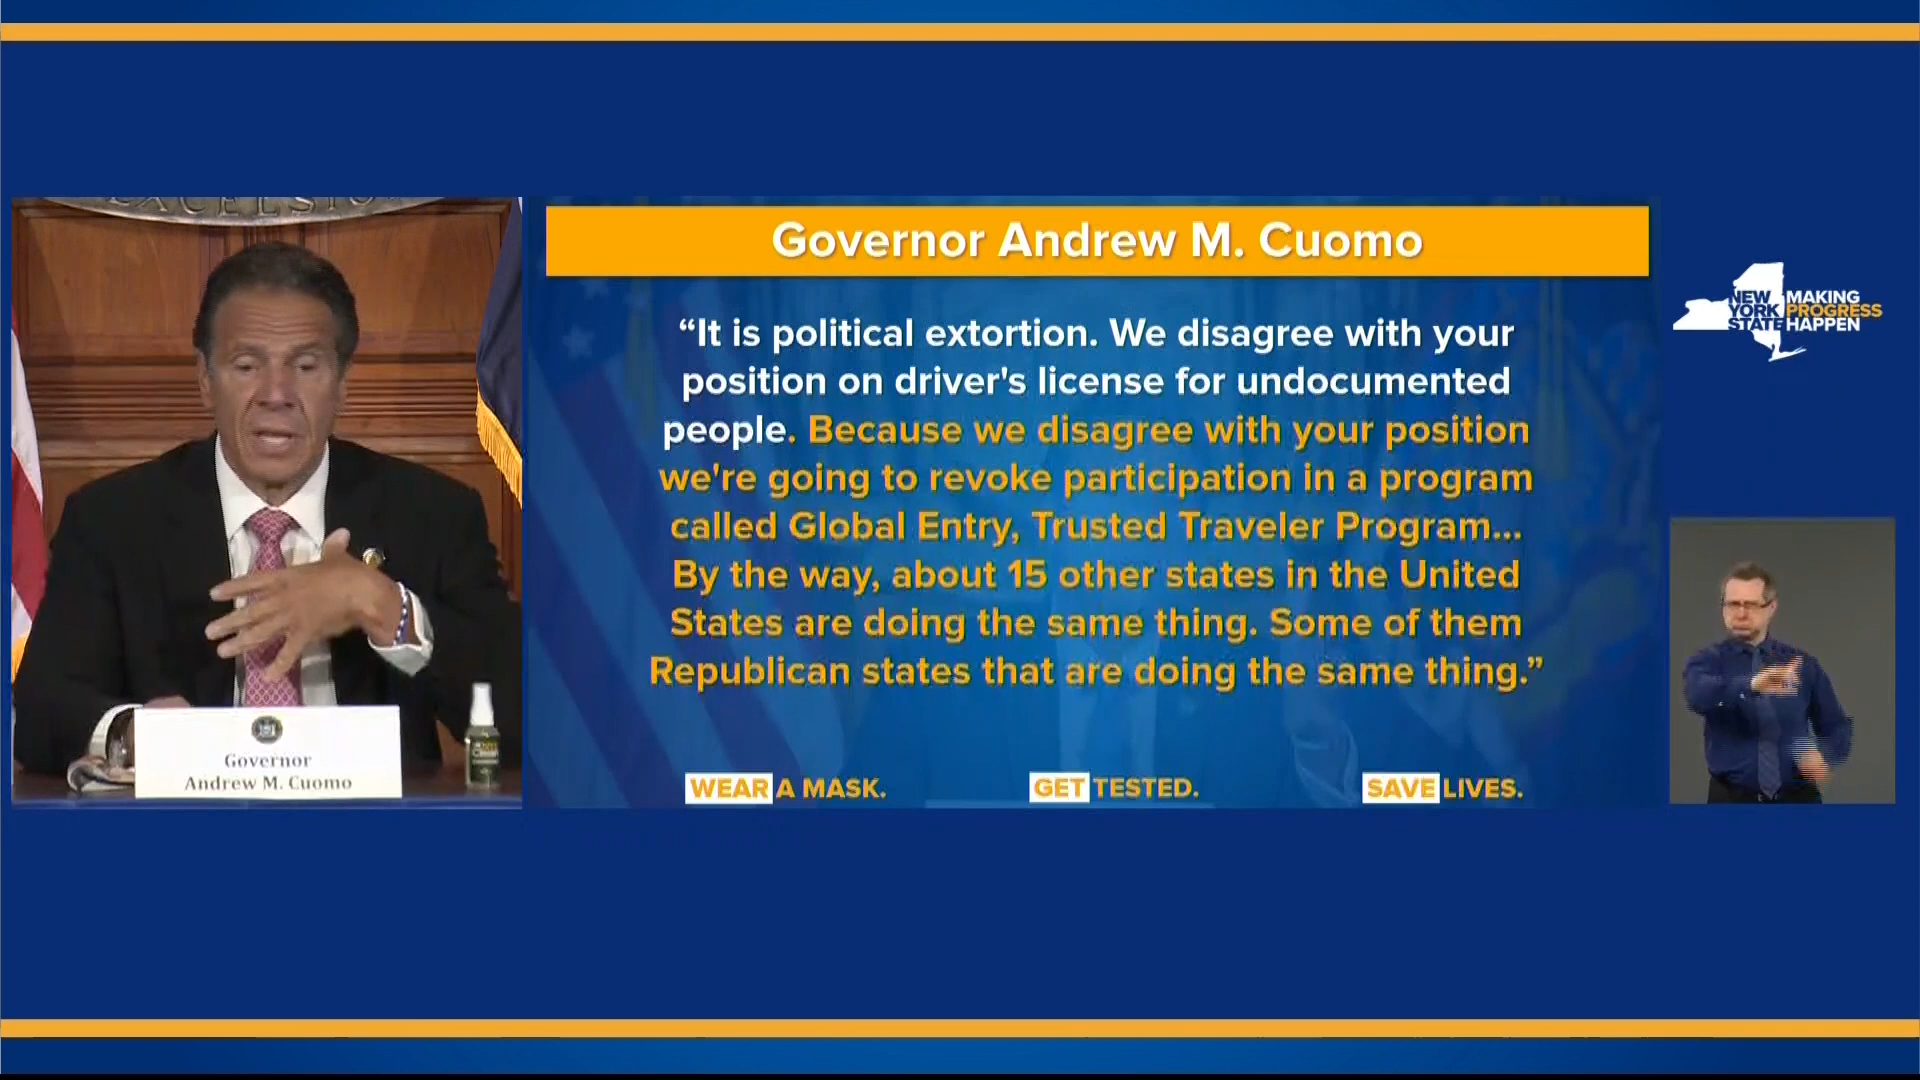 EXCELSIOR
Governor Andrew M. Cuomo
“It is political extortion. We disagree with your
position on driver's license for undocumented
people. Because we disagree with your position
we're going to revoke participation in a program
called Global Entry, Trusted Traveler Program...
By the way, about 15 other states in the United
States are doing the same thing. Some of them
Republican states that are doing the same thing.”
WEAR A MASK.
GET TESTED.
SAVE LIVES.
Governor
Andrew M. Cuomo
NEW
YORK
STATE
MAKING
PROGRESS
HAPPEN